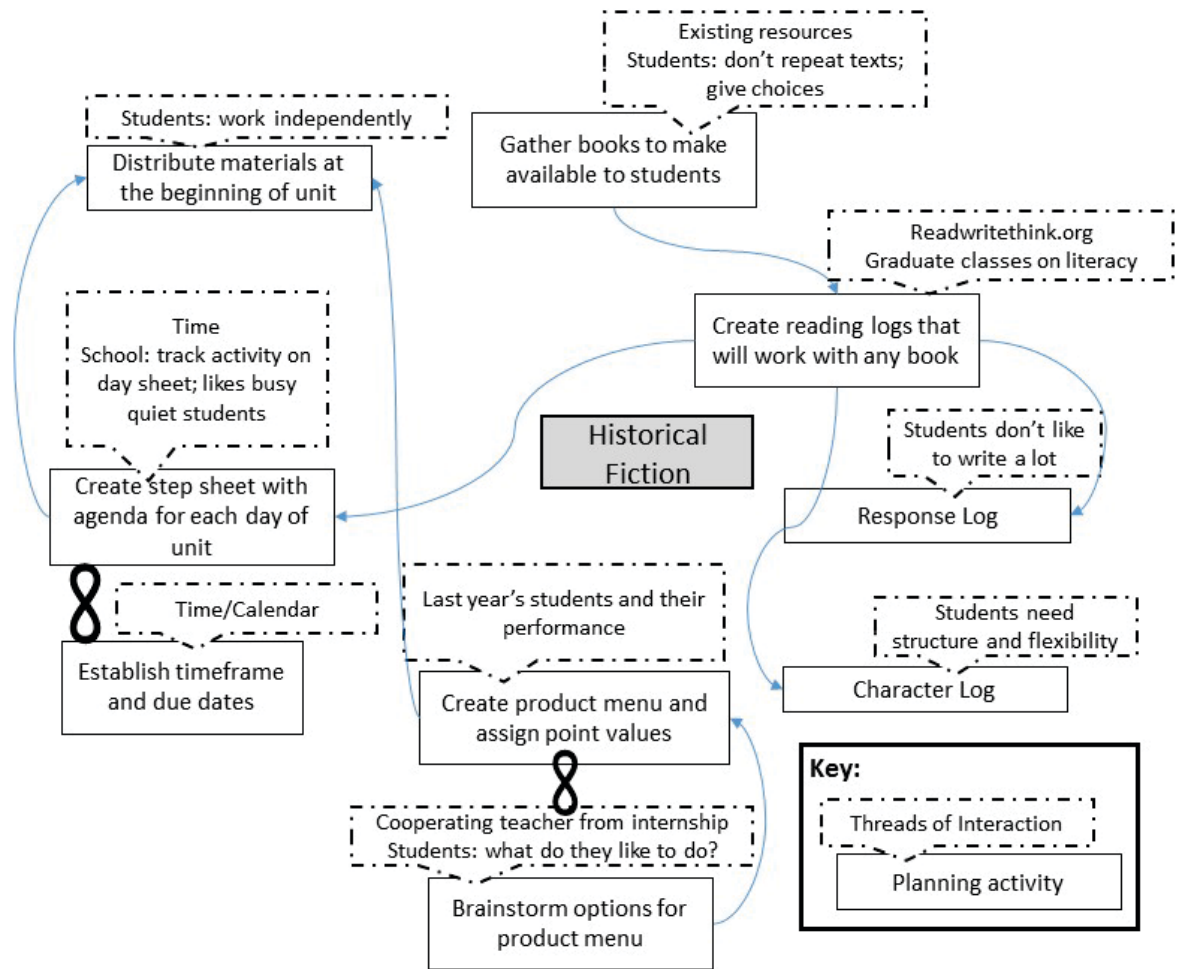 Existing resources
Students: don't repeat texts;
give choices
Students: work independently
Gather books to make
available to students
Distribute materials at
the beginning of unit
Readwritethink.org
Graduate classes on literacy
Time
School: track activity on
day sheet; likes busy
quiet students
Create reading logs that
will work with any book
Historical
Fiction
Students don't like
to write a lot
Create step sheet with
agenda for each day of
unit
Response Log
Time/Calendar
Last year's students and their
performance
Students need
structure and flexibility
Establish timeframe
and due dates
Create product menu and
assign point values
Character Log
Key:
Cooperating teacher from internship
Students: what do they like to do?
Threads of Interaction
Planning activity
Brainstorm options for
product menu